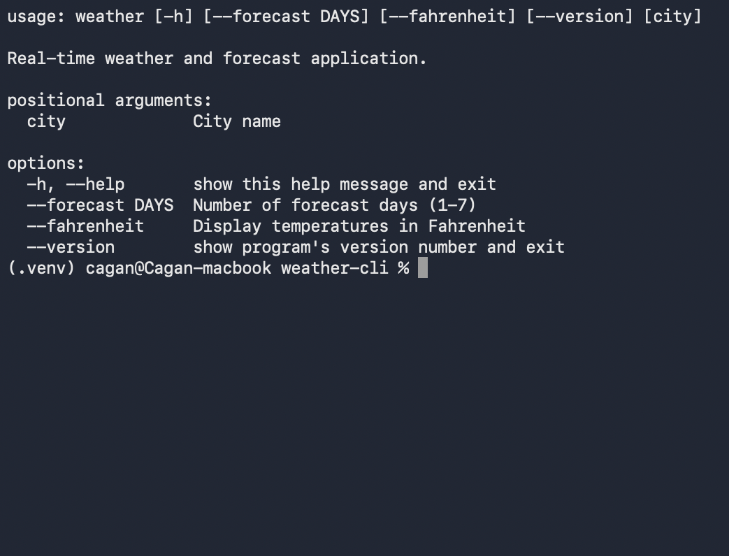 usage: weather [-h] [--forecast DAYS] [--fahrenheit] [--version] [city]
Real-time weather and forecast application.
positional arguments:
  city             City name
options:
  -h, --help       show this help message and exit
  --forecast DAYS  Number of forecast days (1-7)
  --fahrenheit     Display temperatures in Fahrenheit
  --version        show program's version number and exit
(.venv) cagan@Cagan-macbook weather-cli %